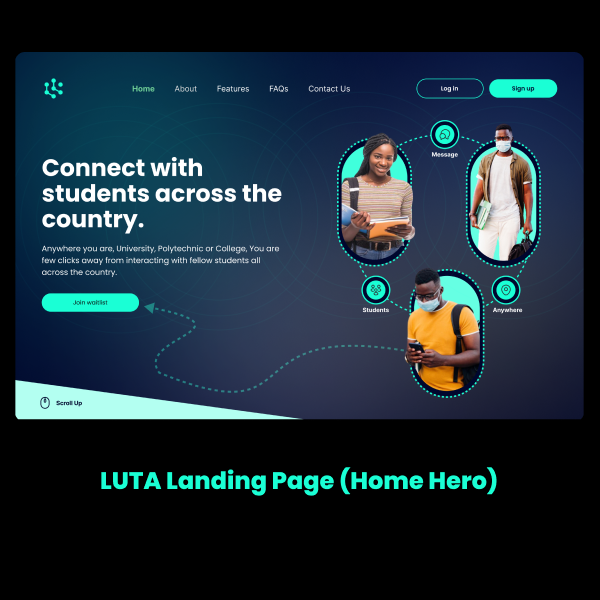 Home About Features FAQs Contact Us Log in Sign up
Message
Connect with
students across the
country.
Anywhere you are, University, Polytechnic or College, You are
few clicks away from interacting with fellow students all
across the country.
Join waitlist
Students
Anywhere
Scroll Up
LUTA Landing Page (Home Hero)